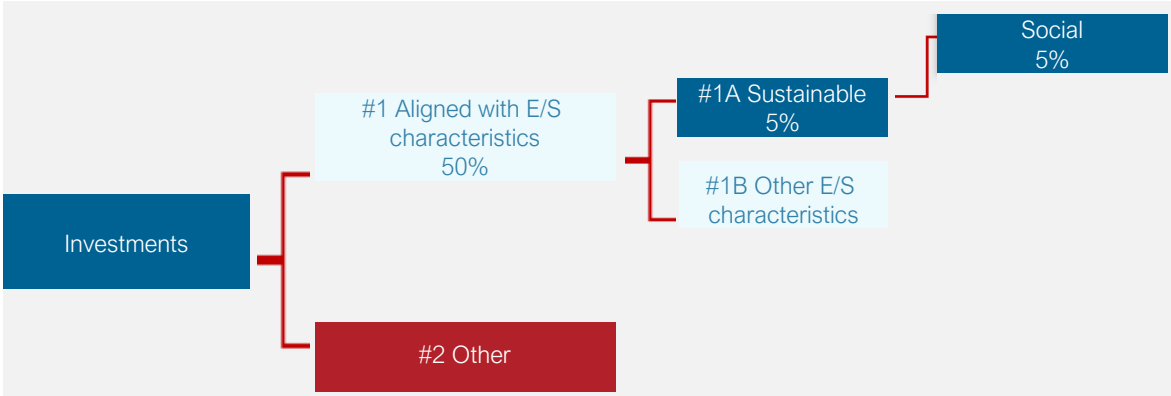 Social
5%
#1A Sustainable
5%
#1 Aligned with E/S
characteristics
50%
#1B Other E/S
characteristics
Investments
#2 Other